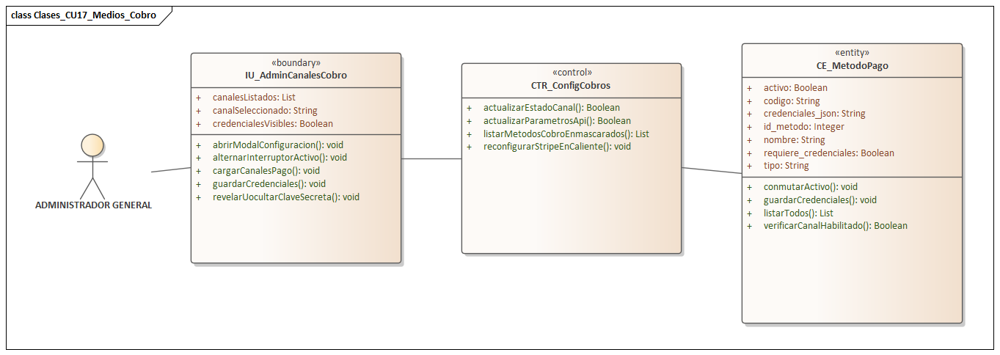 class Clases_CU17_Medios_Cobro
ADMINISTRADOR GENERAL
«boundary»
IU_AdminCanalesCobro
+ canalesListados: List
+ canalSeleccionado: String
+ credencialesVisibles: Boolean
+ abrirModalConfiguracion(): void
+ alternarInterruptorActivo(): void
+ cargarCanalesPago(): void
+ guardarCredenciales(): void
+ revelarUocultarClaveSecreta(): void
«control»
CTR_ConfigCobros
+ actualizarEstadoCanal(): Boolean
+ actualizarParametrosApi(): Boolean
+ listarMetodosCobroEnmascarados(): List
+ reconfigurarStripeEnCaliente(): void
«entity»
CE_MetodoPago
+ activo: Boolean
+ codigo: String
+ credenciales_json: String
+ id_metodo: Integer
+ nombre: String
+ requiere_credenciales: Boolean
+ tipo: String
+ conmutarActivo(): void
+ guardarCredenciales(): void
+ listarTodos(): List
+ verificarCanalHabilitado(): Boolean